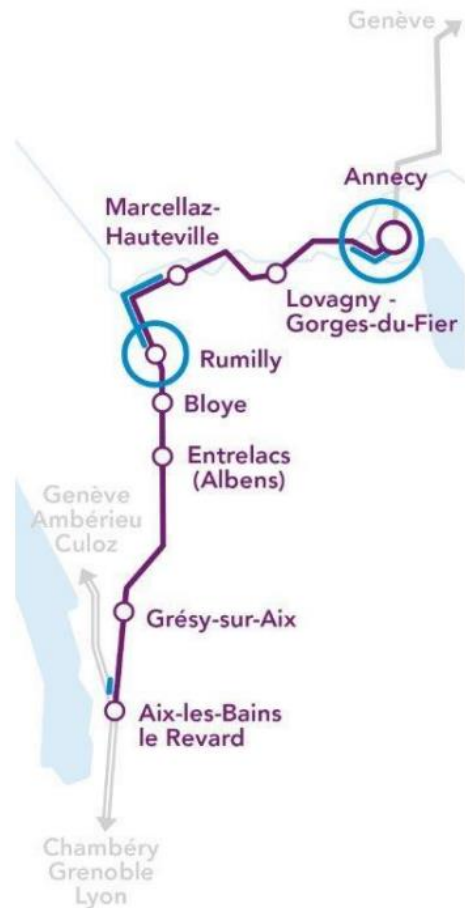 Genève
Annecy
Marcellaz-
Hauteville
Lovagny -
Gorges-du-Fier
Rumilly
Bloye
Entrelacs
(Albens)
Genève
Ambérieu
Culoz
Grésy-sur-Aix
Aix-les-Bains
le Revard
Chambéry
Grenoble
Lyon